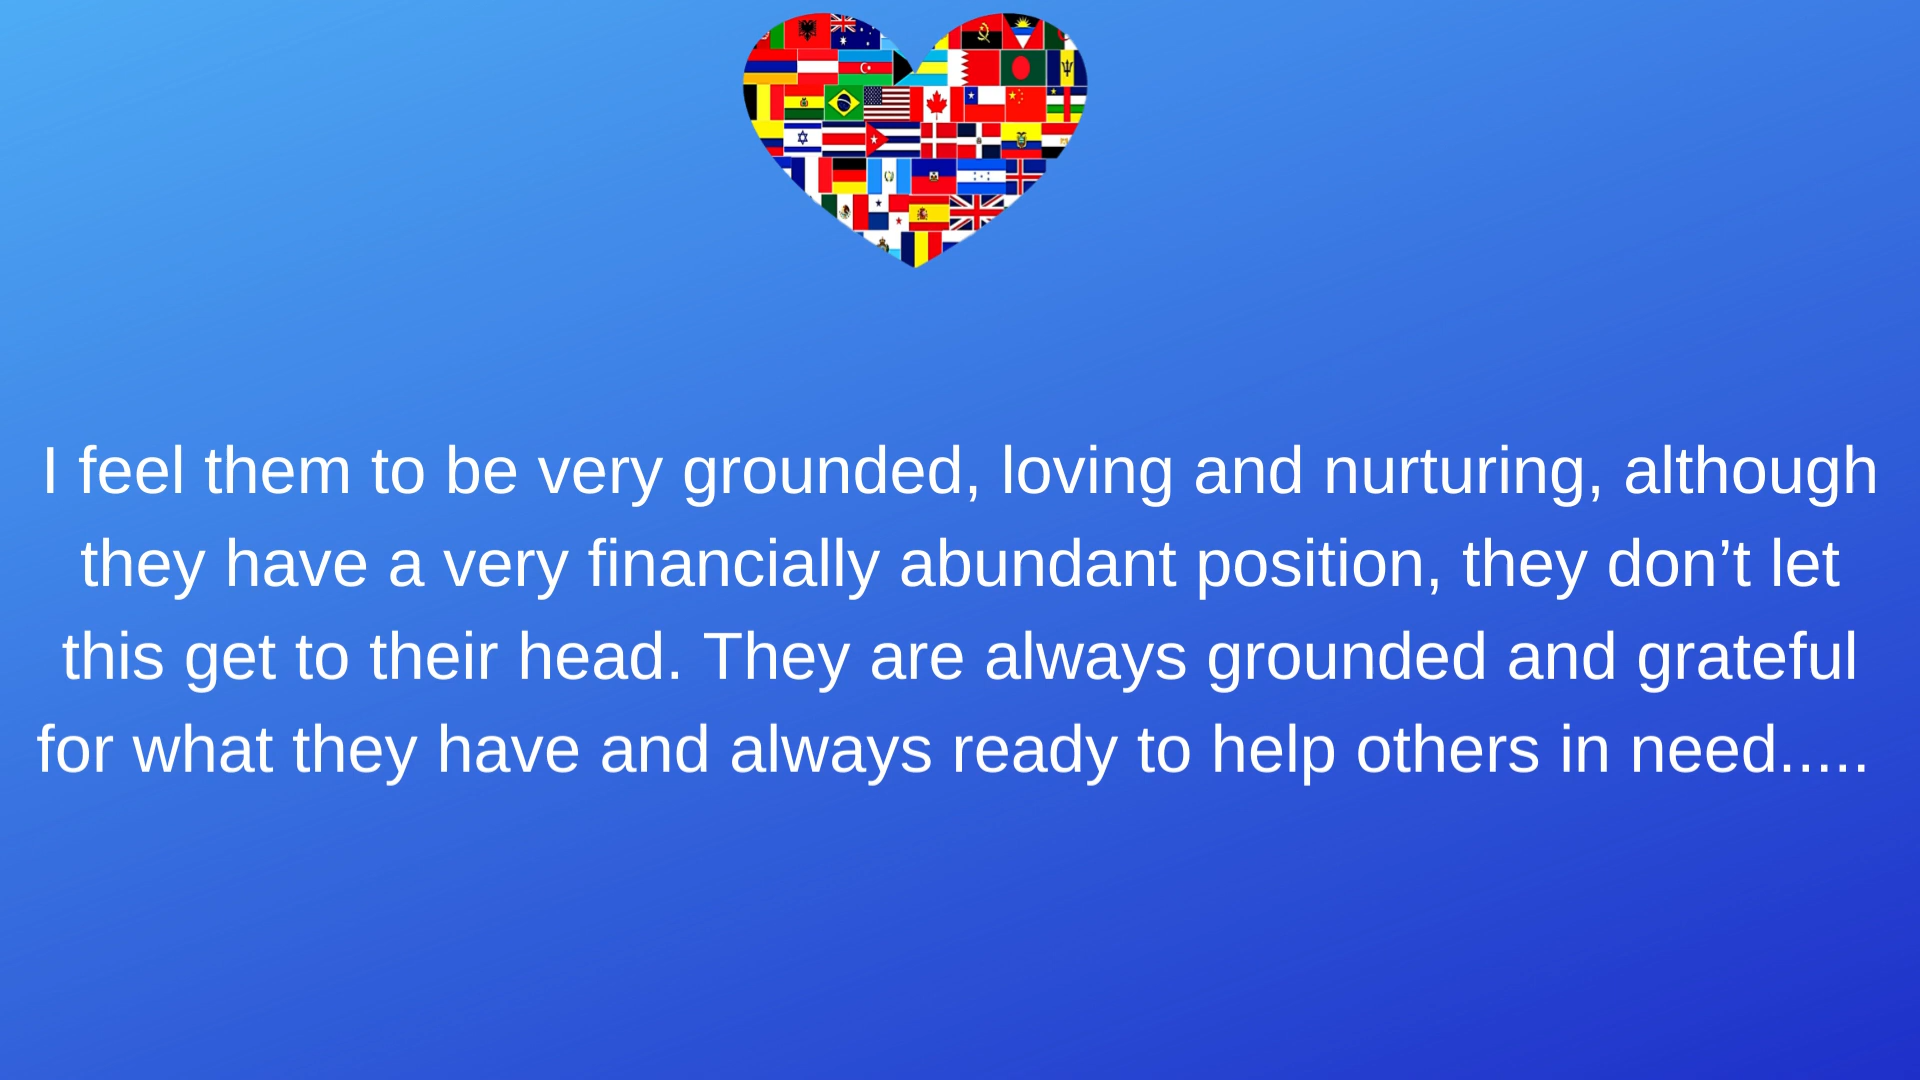 I feel them to be very grounded, loving and nurturing, although
they have a very financially abundant position, they don’t let
this get to their head. They are always grounded and grateful
for what they have and always ready to help others in need.....